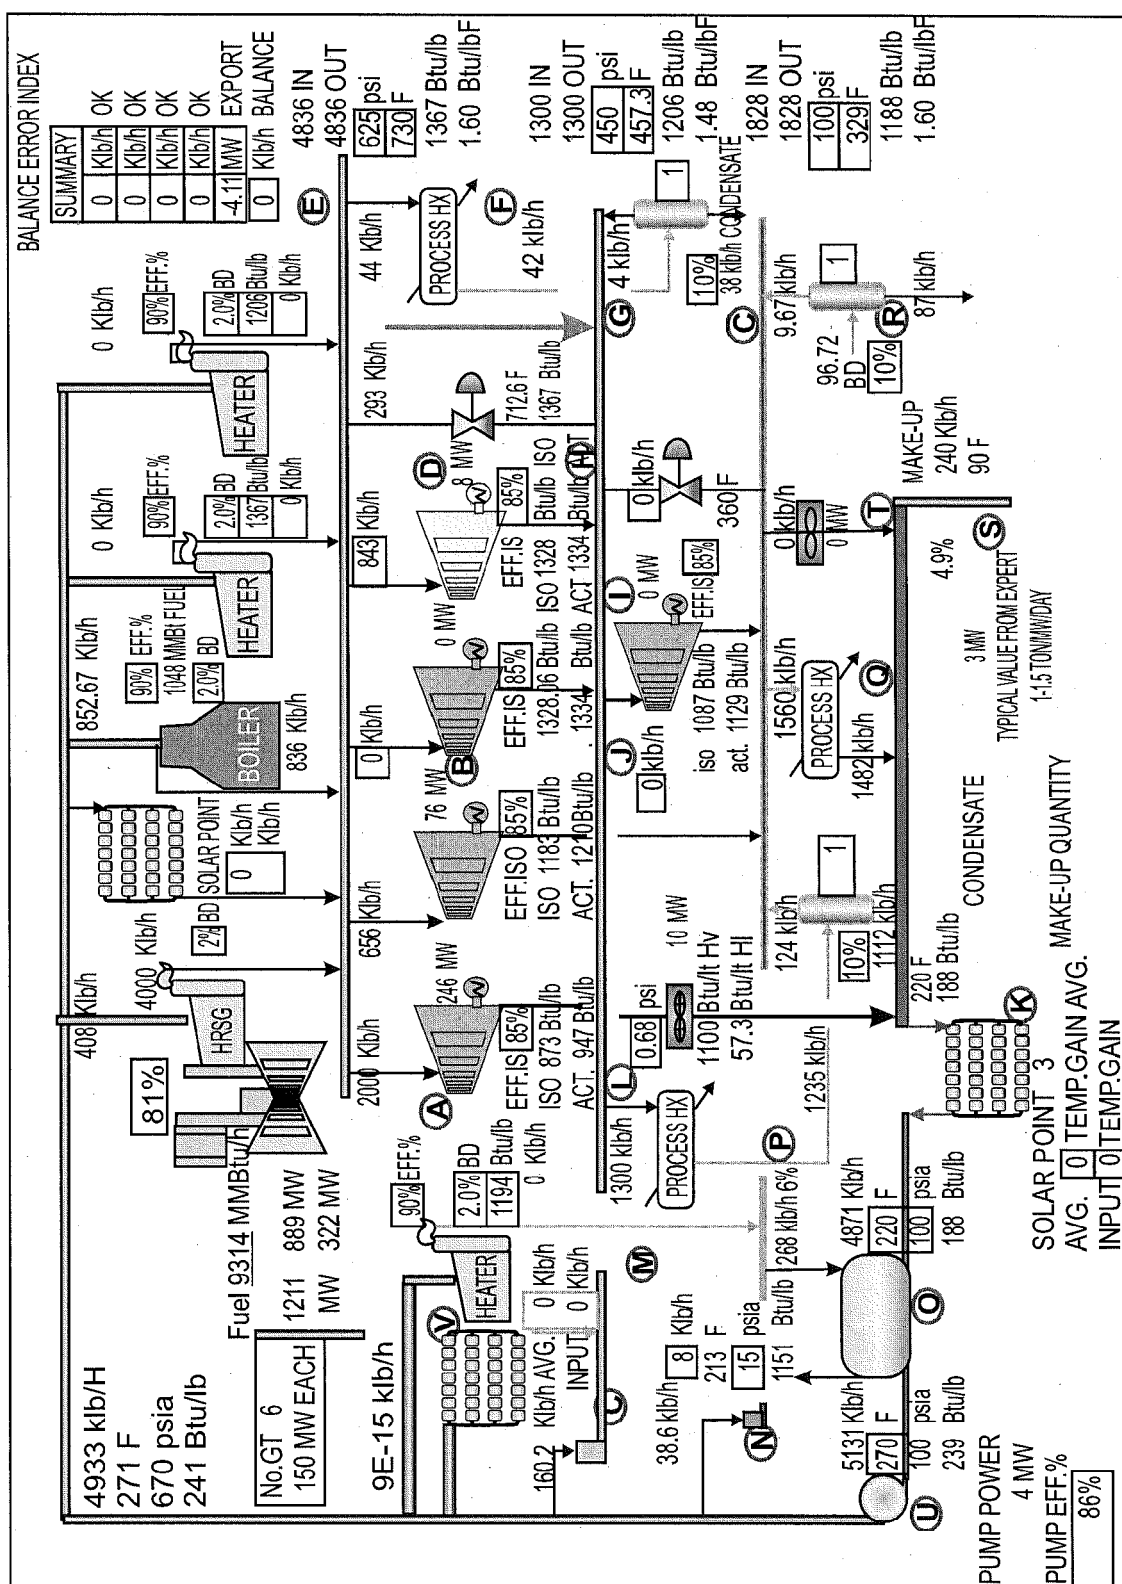 BALANCE ERROR INDEX
SUMMARY
0 Klb/h OK
0 Klb/h OK
0 Klb/h OK
0 Klb/h OK
-4.11 MW EXPORT
0 Klb/h BALANCE
4933 klb/H
271 F
670 psia
241 Btu/lb
No.GT 6
150 MW EACH
Fuel 9314 MMBtu/h
1211 MW
889 MW
322 MW
81%
HRSG
408 Klb/h
4000 Klb/h
2% BD
SOLAR POINT
0 Klb/h
Klb/h
852.67 Klb/h
BOILER
90% EFF.%
1048 MMBt FUEL
2.0% BD
836 Klb/h
0 Klb/h
HEATER
90% EFF.%
2.0% BD
1367 Btu/lb
0 Klb/h
0 Klb/h
HEATER
90% EFF.%
2.0% BD
1206 Btu/lb
0 Klb/h
E
4836 IN
4836 OUT
625 psi
730 F
1367 Btu/lb
1.60 Btu/lbF
9E-15 klb/h
V
HEATER
90% EFF.%
2.0% BD
1194 Btu/lb
0 Klb/h
2000 Klb/h
A
246 MW
EFF.IS 85%
ISO 873 Btu/lb
ACT. 947 Btu/lb
656 Klb/h
76 MW
EFF.ISO 85%
ISO 1183 Btu/lb
ACT. 1210 Btu/lb
0 Klb/h
B
0 MW
EFF.IS 85%
1328.06 Btu/lb ISO
1334 Btu/lb ACT
843
D
8 MW
EFF.IS 85%
1328 Btu/lb ISO
1334 Btu/lb ACT
293 Klb/h
712.6 F
1367 Btu/lb
44 Klb/h
PROCESS HX
F
42 klb/h
1300 IN
1300 OUT
450 psi
457.3 F
1206 Btu/lb
1.48 Btu/lbF
G
4 klb/h
1
10%
38 klb/h CONDENSATE
H
0 klb/h
360 F
I
0 MW
EFF.IS 85%
J
0 klb/h
iso 1087 Btu/lb
act. 1129 Btu/lb
L
1300 klb/h
PROCESS HX
0.68 psi
10 MW
1100 Btu/lt Hv
57.3 Btu/lt Hl
C
1828 IN
1828 OUT
100 psi
329 F
1188 Btu/lb
1.60 Btu/lbF
9.67 klb/h
1
96.72
BD
10%
R
87 klb/h
0 klb/h
0 MW
T
MAKE-UP
240 Klb/h
90 F
4.9%
S
1560 klb/h
PROCESS HX
Q
1482 klb/h
3 MW
TYPICAL VALUE FROM EXPERT
1-1.5 TON/MW/DAY
124 klb/h
1
10%
1112 klb/h
1235 klb/h
P
268 klb/h 6%
160.2 Klb/h AVG.
INPUT
0 Klb/h
0 Klb/h
C
M
38.6 klb/h
8 Klb/h
213 F
15 psia
1151 Btu/lb
N
O
5131 Klb/h
270 F
100 psia
239 Btu/lb
4871 Klb/h
220 F
100 psia
188 Btu/lb
U
PUMP POWER
4 MW
PUMP EFF.%
86%
K
220 F
188 Btu/lb
CONDENSATE
SOLAR POINT 3
AVG. 0 TEMP.GAIN AVG.
INPUT 0 TEMP.GAIN
MAKE-UP QUANTITY